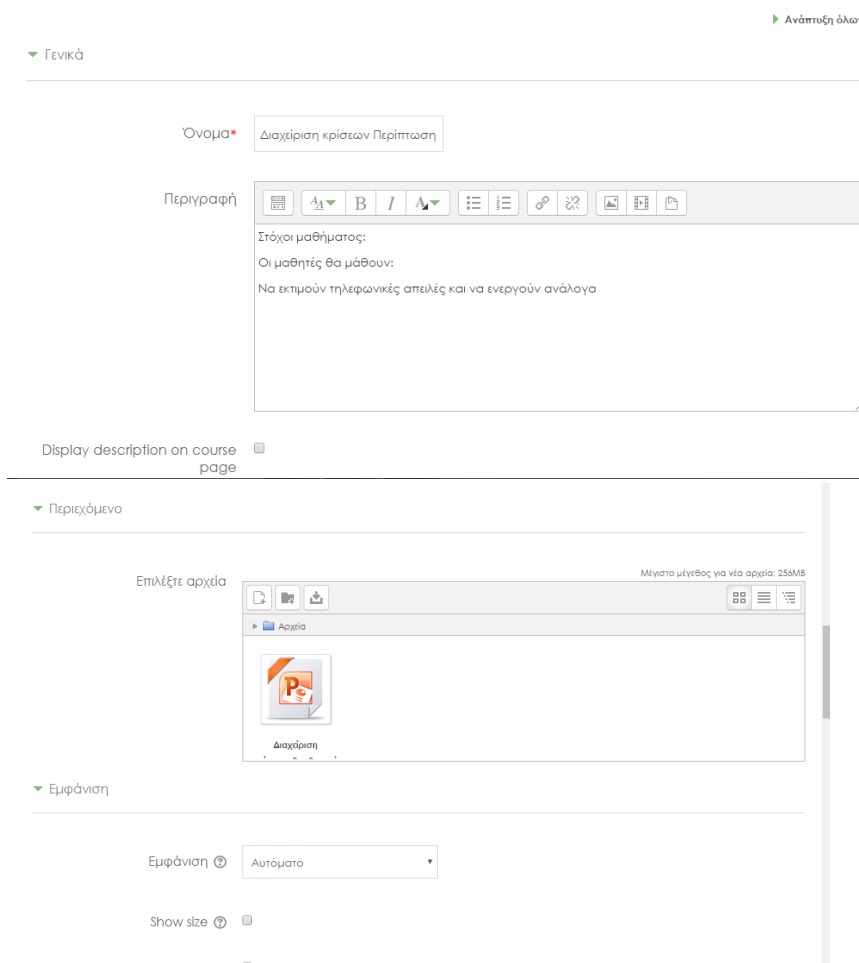 Ανάπτυξη όλων
Γενικά
Όνομα*
Διαχείριση κρίσεων Περίπτωση
Περιγραφή
Στόχοι μαθήματος:
Οι μαθητές θα μάθουν:
Να εκτιμούν τηλεφωνικές απειλές και να ενεργούν ανάλογα
Display description on course
page
Περιεχόμενο
Μέγιστο μέγεθος για νέα αρχεία: 256MB
Επιλέξτε αρχεία
Αρχεία
Διαχείριση
Εμφάνιση
Εμφάνιση
Αυτόματο
Show size